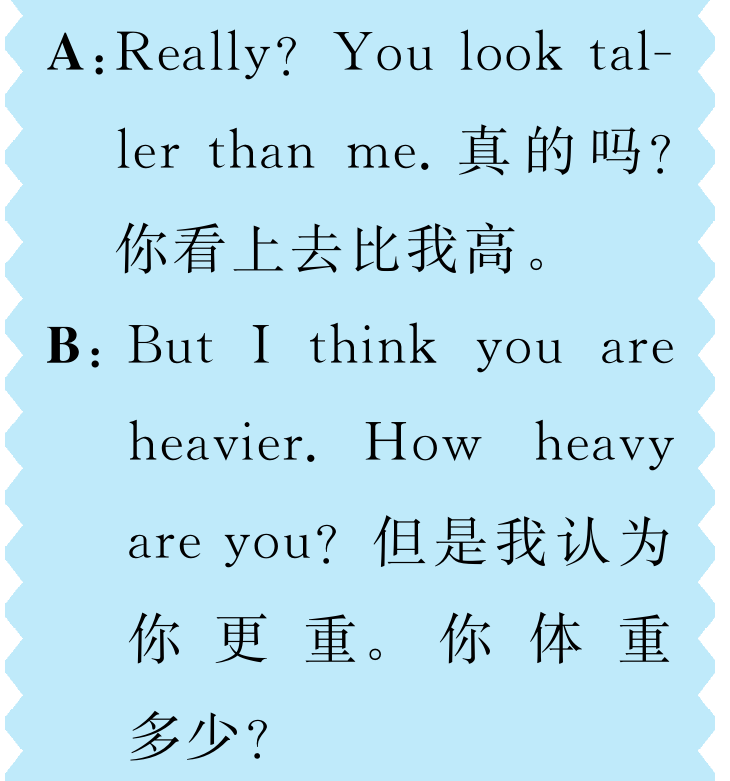 A:Really? You look tal-
ler than me. 真的吗?
你看上去比我高。
B: But I think you are
heavier. How heavy
are you? 但是我认为
你更重。你体重
多少?